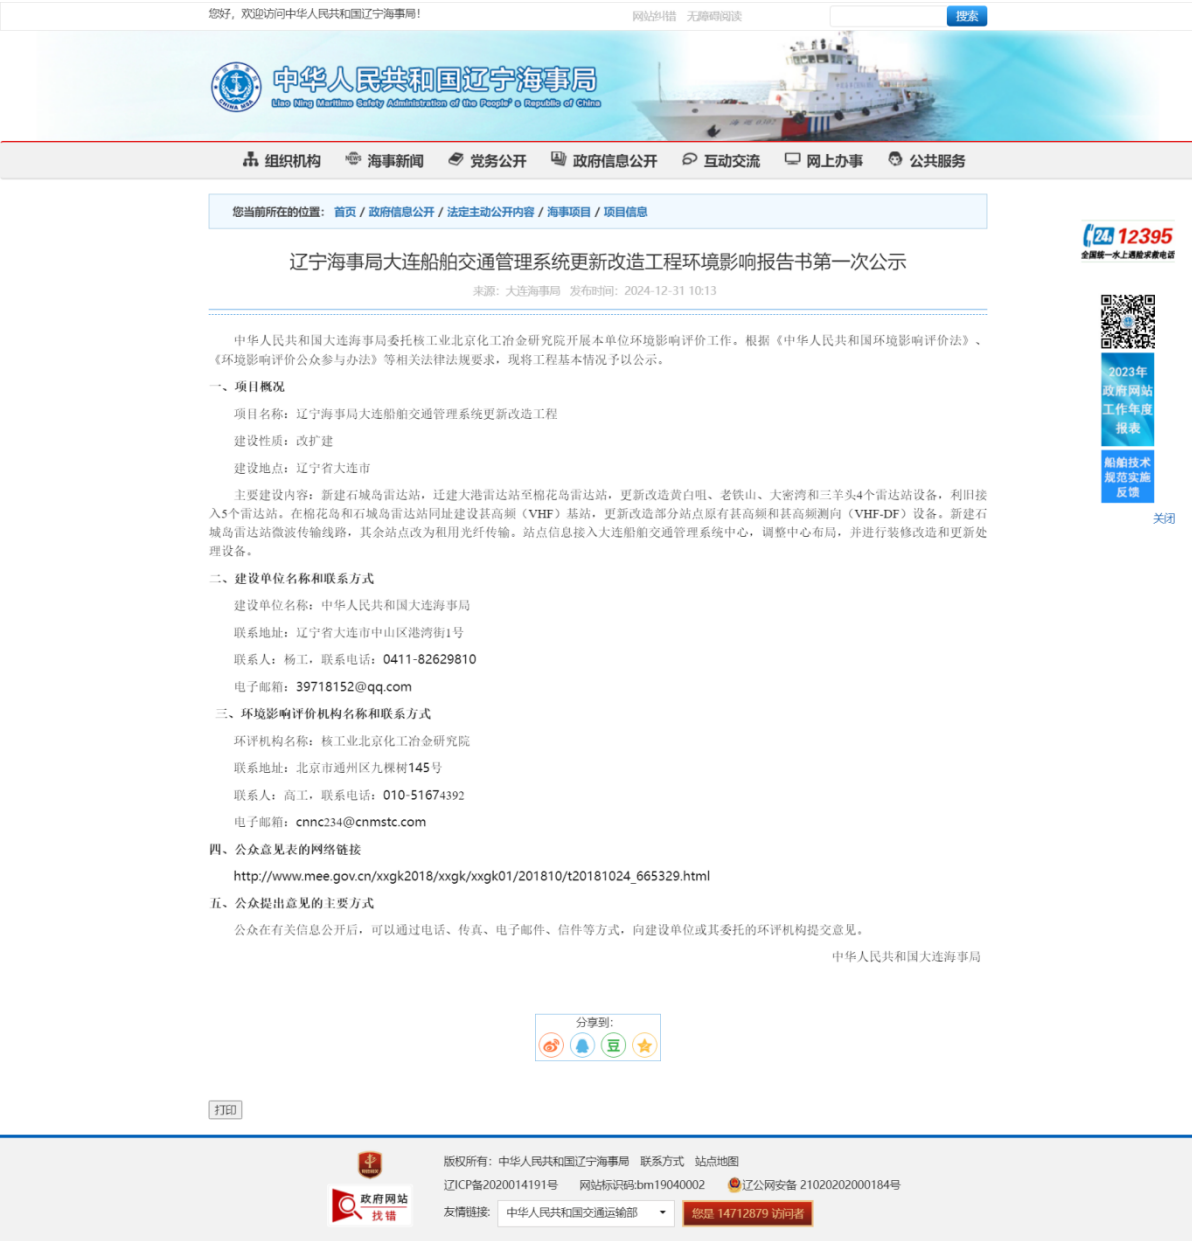 您好，欢迎访问中华人民共和国辽宁海事局！
网站纠错 无障碍阅读
搜索
中华人民共和国辽宁海事局
Liao Ning Maritime Safety Administration of the People's Republic of China
CHINA MSA
组织机构 海事新闻 党务公开 政府信息公开 互动交流 网上办事 公共服务
您当前所在的位置： 首页 / 政府信息公开 / 法定主动公开内容 / 海事项目 / 项目信息
24h 12395
全国统一水上遇险求救电话
2023年
政府网站
工作年度
报表
船舶技术
规范实施
反馈
关闭
辽宁海事局大连船舶交通管理系统更新改造工程环境影响报告书第一次公示
来源：大连海事局 发布时间：2024-12-31 10:13
中华人民共和国大连海事局委托核工业北京化工冶金研究院开展本单位环境影响评价工作。根据《中华人民共和国环境影响评价法》、
《环境影响评价公众参与办法》等相关法律法规要求，现将工程基本情况予以公示。
一、项目概况
项目名称：辽宁海事局大连船舶交通管理系统更新改造工程
建设性质：改扩建
建设地点：辽宁省大连市
主要建设内容：新建石城岛雷达站，迁建大港雷达站至棉花岛雷达站，更新改造黄白咀、老铁山、大密湾和三羊头4个雷达站设备，利旧接
入5个雷达站。在棉花岛和石城岛雷达站同址建设甚高频（VHF）基站，更新改造部分站点原有甚高频和甚高频测向（VHF-DF）设备。新建石
城岛雷达站微波传输线路，其余站点改为租用光纤传输。站点信息接入大连船舶交通管理系统中心，调整中心布局，并进行装修改造和更新处
理设备。
二、建设单位名称和联系方式
建设单位名称：中华人民共和国大连海事局
联系地址：辽宁省大连市中山区港湾街1号
联系人：杨工，联系电话：0411-82629810
电子邮箱：39718152@qq.com
三、环境影响评价机构名称和联系方式
环评机构名称：核工业北京化工冶金研究院
联系地址：北京市通州区九棵树145号
联系人：高工，联系电话：010-51674392
电子邮箱：cnnc234@cnmstc.com
四、公众意见表的网络链接
http://www.mee.gov.cn/xxgk2018/xxgk/xxgk01/201810/t20181024_665329.html
五、公众提出意见的主要方式
公众在有关信息公开后，可以通过电话、传真、电子邮件、信件等方式，向建设单位或其委托的环评机构提交意见。
中华人民共和国大连海事局
分享到：
豆
打印
政府网站
找错
版权所有：中华人民共和国辽宁海事局 联系方式 站点地图
辽ICP备2020014191号 网站标识码:bm19040002 辽公网安备 21020202000184号
友情链接: 中华人民共和国交通运输部 您是 14712879 访问者